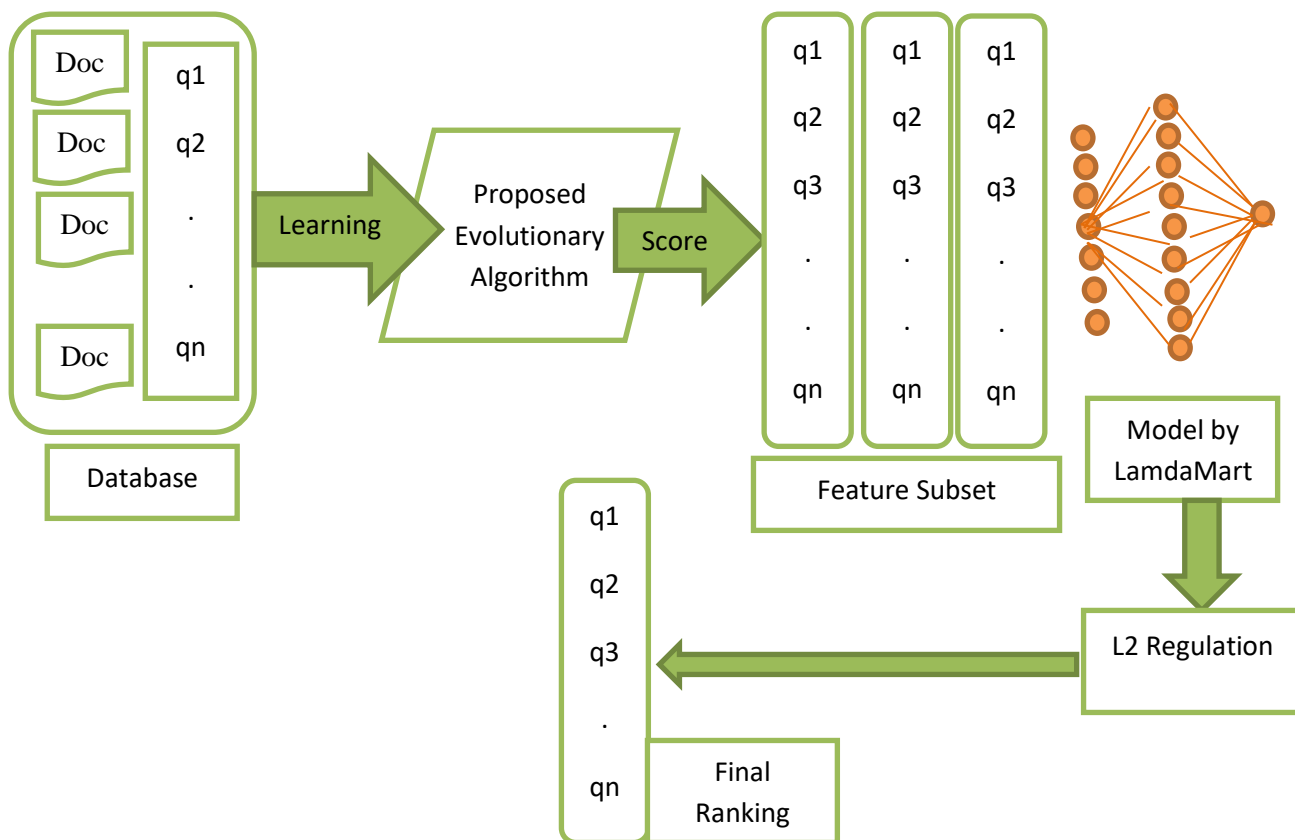 Doc
Doc
Doc
Doc
q1
q2
.
.
qn
Database
Learning
Proposed
Evolutionary
Algorithm
Score
q1
q2
q3
.
.
qn
q1
q2
q3
.
.
qn
q1
q2
q3
.
.
qn
Feature Subset
Model by
LamdaMart
L2 Regulation
q1
q2
q3
.
qn
Final
Ranking